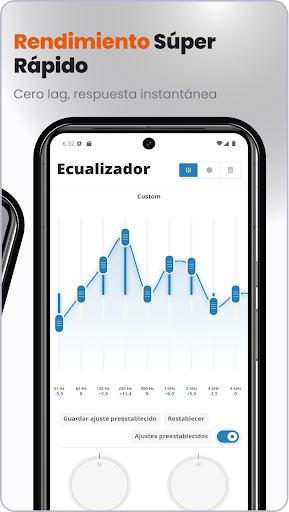 Rendimiento Súper
Rápido
Cero lag, respuesta instantánea
6:32
Ecualizador
Custom
31 Hz 62 Hz 125 Hz 250 Hz 500 Hz 1 kHz 2 kHz 4 kHz 8 kHz
-5,9 0 +5,8 +11,4 0 +6,0 +5,6 -2,5 0
Guardar ajuste preestablecido Restablecer
Ajustes preestablecidos